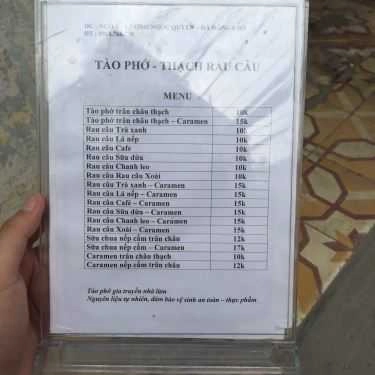 TÀO PHỚ - THẠCH RAU CÂU
MENU
Tào phớ trân châu thạch 10k
Tào phớ trân châu thạch – Caramen 15k
Rau câu Trà xanh 10k
Rau câu Lá nếp 10k
Rau câu Cafe 10k
Rau câu Sữa dừa 10k
Rau câu Chanh leo 10k
Rau câu Rau câu Xoài 10k
Rau câu Trà xanh – Caramen 15k
Rau câu Lá nếp – Caramen 15k
Rau câu Café – Caramen 15k
Rau câu Sữa dừa – Caramen 15k
Rau câu Chanh leo – Caramen 15k
Rau câu Xoài – Caramen 15k
Sữa chua nếp cẩm trân châu 12k
Sữa chua nếp cẩm – Caramen 17k
Caramen trân châu thạch 10k
Caramen nếp cẩm trân châu 12k
Tào phớ gia truyền nhà làm
Nguyên liệu tự nhiên, đảm bảo vệ sinh an toàn – thực phẩm